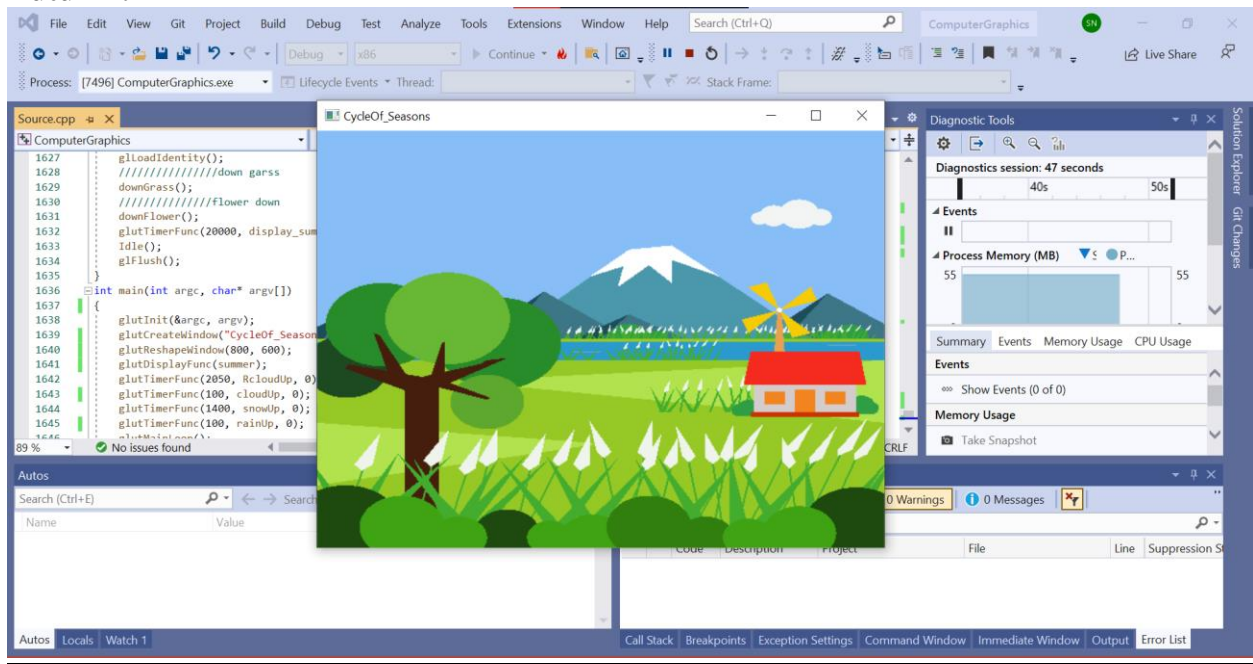 File Edit View Git Project Build Debug Test Analyze Tools Extensions Window Help Search (Ctrl+Q) ComputerGraphics SN
Debug x86 Continue Live Share
Process: [7496] ComputerGraphics.exe Lifecycle Events Thread: Stack Frame:
Source.cpp
ComputerGraphics
1627 glLoadIdentity();
1628 ////////////////down garss
1629 downGrass();
1630 ///////////////flower down
1631 downFlower();
1632 glutTimerFunc(20000, display_sum
1633 Idle();
1634 glFlush();
1635 }
1636 int main(int argc, char* argv[])
1637 {
1638 glutInit(&argc, argv);
1639 glutCreateWindow("CycleOf_Season
1640 glutReshapeWindow(800, 600);
1641 glutDisplayFunc(summer);
1642 glutTimerFunc(2050, RcloudUp, 0)
1643 glutTimerFunc(100, cloudUp, 0);
1644 glutTimerFunc(1400, snowUp, 0);
1645 glutTimerFunc(100, rainUp, 0);
89 % No issues found
CRLF
CycleOf_Seasons
Diagnostic Tools
Diagnostics session: 47 seconds
40s 50s
Events
Process Memory (MB) P...
55 55
Summary Events Memory Usage CPU Usage
Events
Show Events (0 of 0)
Memory Usage
Take Snapshot
Solution Explorer
Git Changes
Autos
Search (Ctrl+E) Search
Name Value
0 Warnings 0 Messages
Code Description Project File Line Suppression S
Autos Locals Watch 1
Call Stack Breakpoints Exception Settings Command Window Immediate Window Output Error List